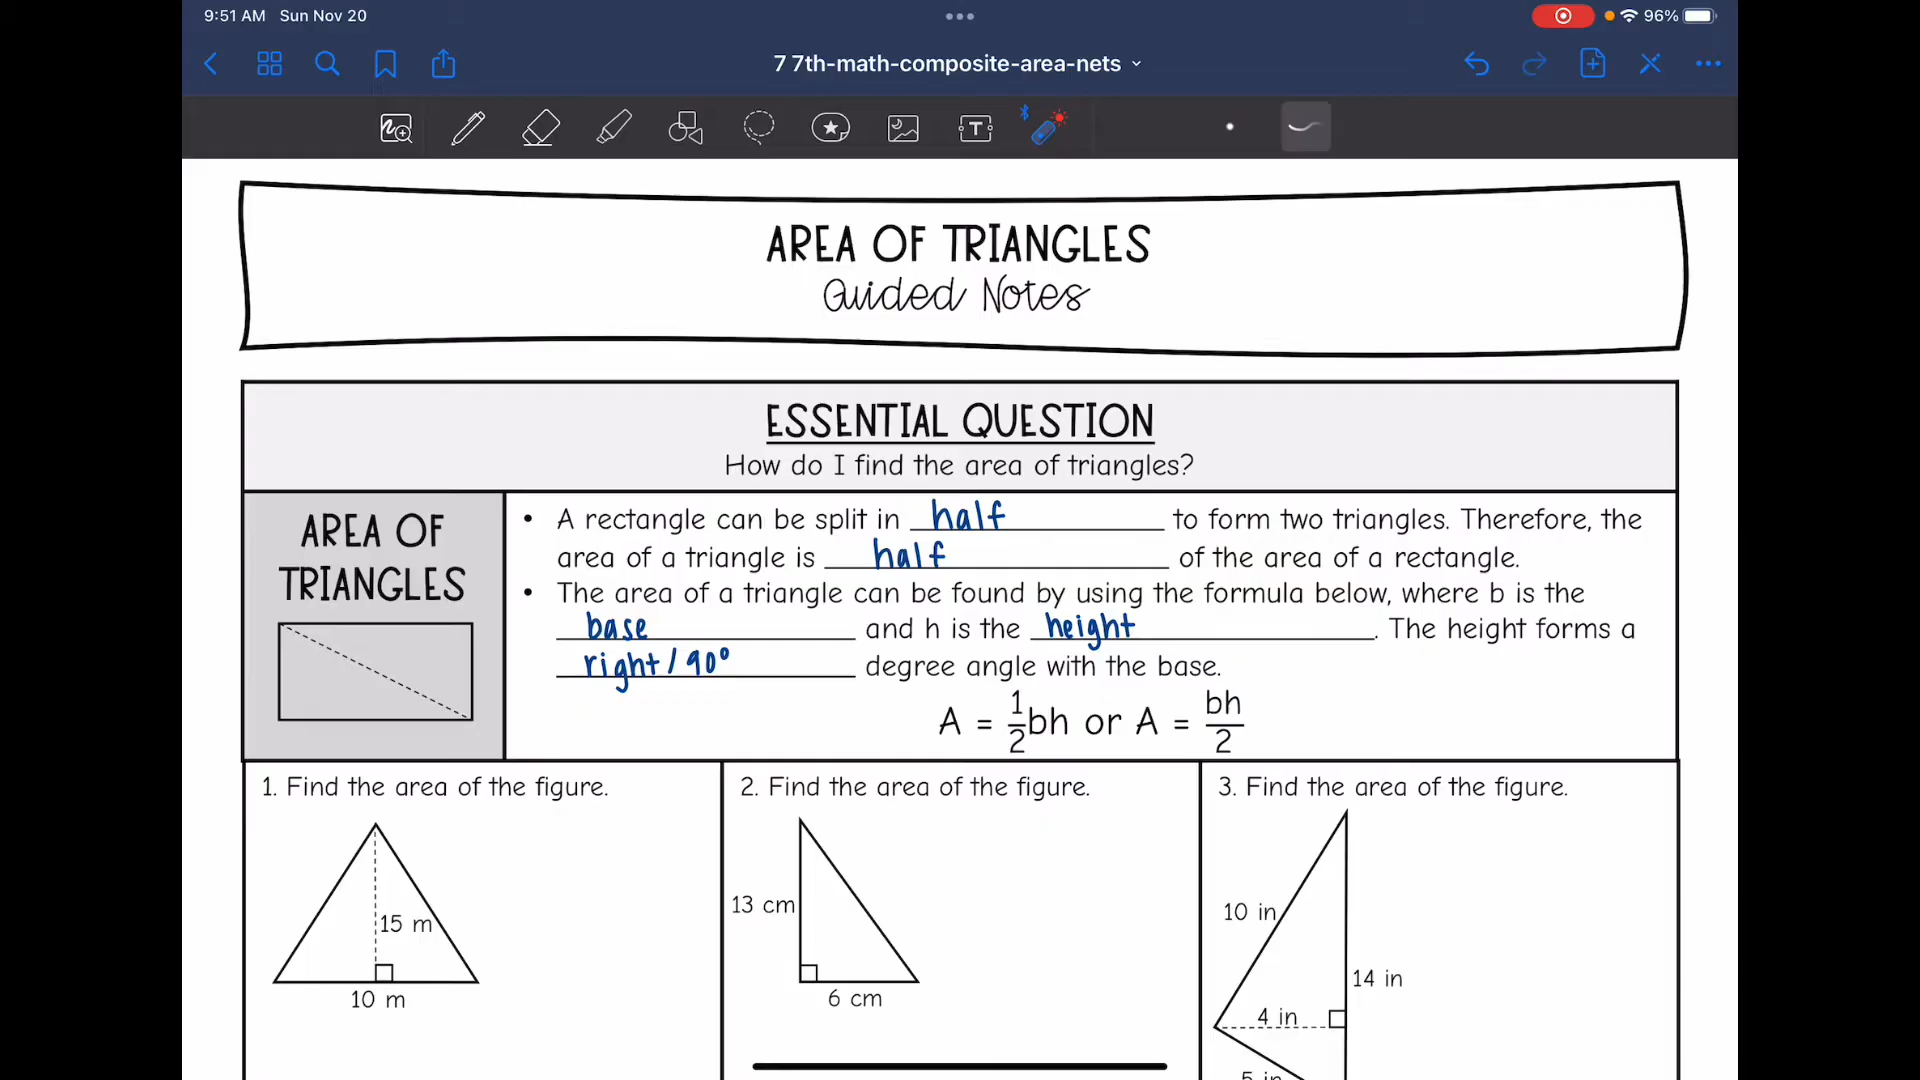 9:51 AM Sun Nov 20
96%
7 7th-math-composite-area-nets
AREA OF TRIANGLES
Guided Notes
ESSENTIAL QUESTION
How do I find the area of triangles?
AREA OF
TRIANGLES
• A rectangle can be split in half to form two triangles. Therefore, the
area of a triangle is half of the area of a rectangle.
• The area of a triangle can be found by using the formula below, where b is the
base and h is the height. The height forms a
right/90° degree angle with the base.
A = 1/2 bh or A = bh/2
1. Find the area of the figure.
15 m
10 m
2. Find the area of the figure.
13 cm
6 cm
3. Find the area of the figure.
10 in
14 in
4 in
5 in